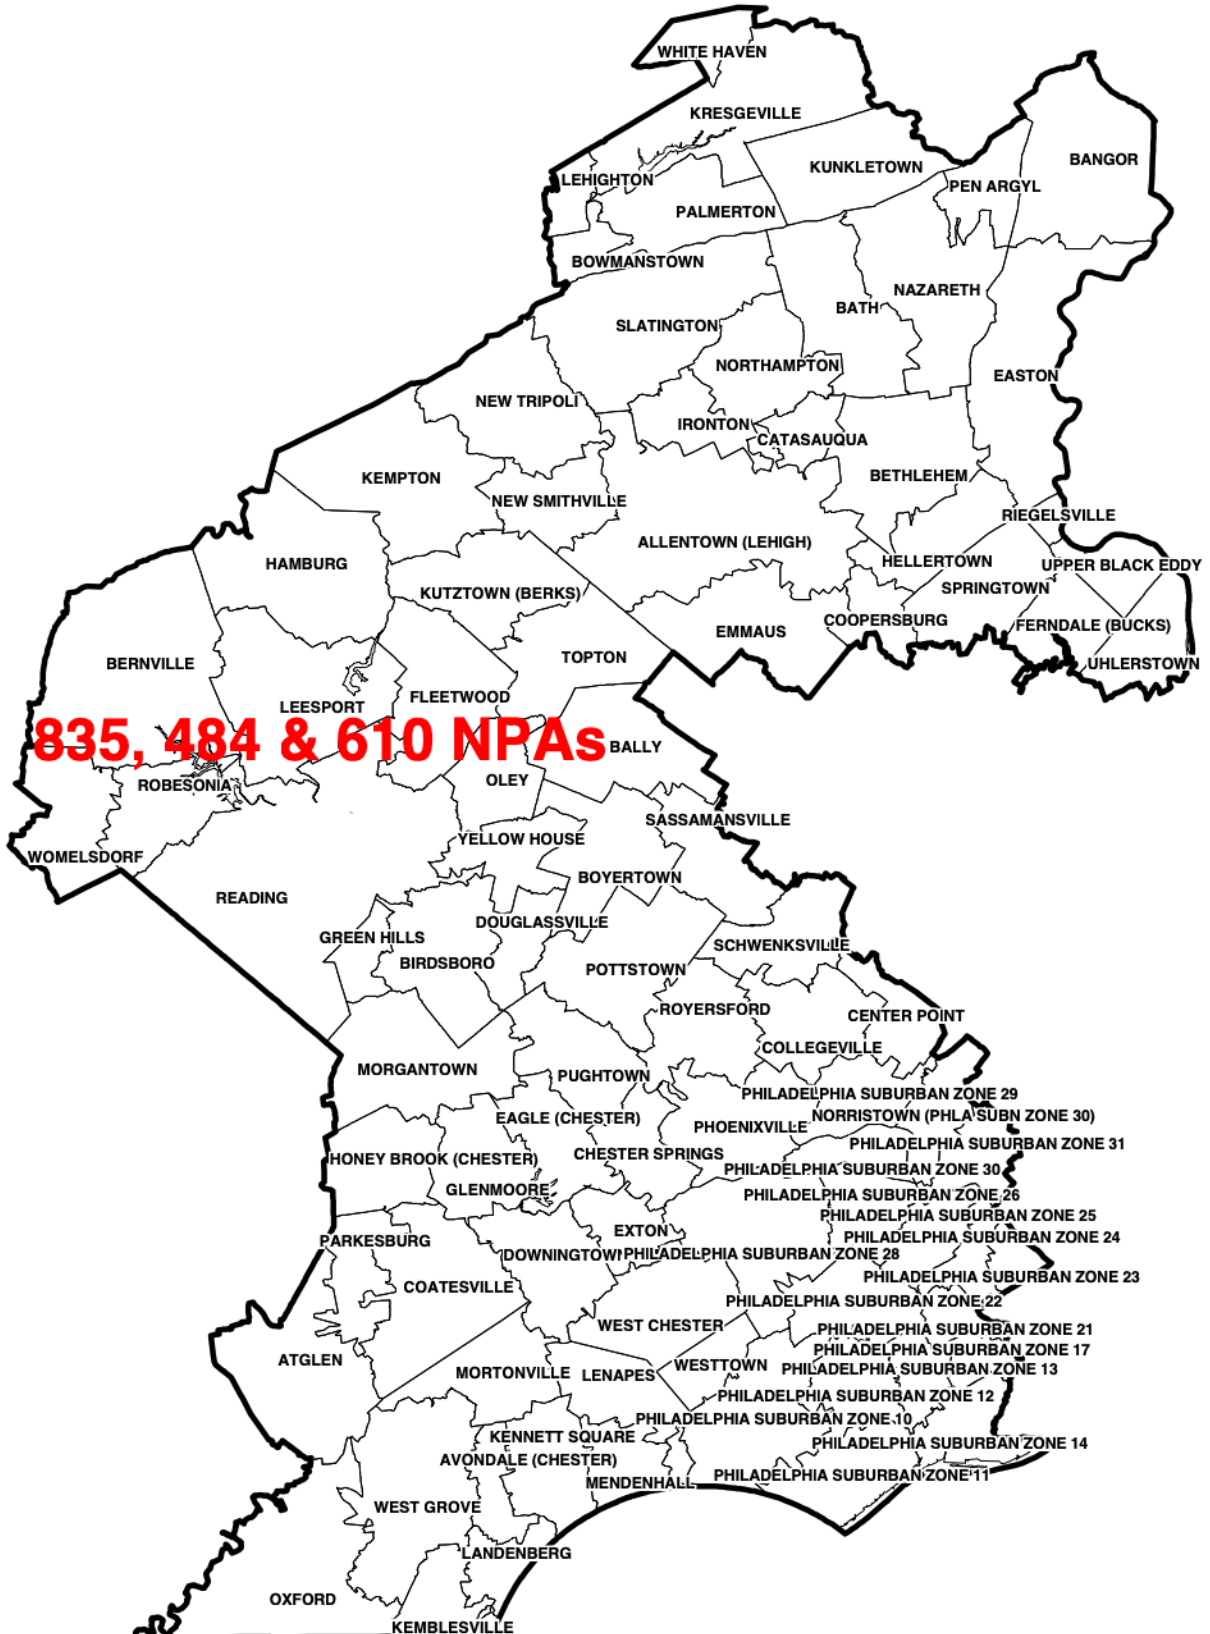 WHITE HAVEN
KRESGEVILLE
BANGOR
KUNKLETOWN
LEHIGHTON
PEN ARGYL
PALMERTON
BOWMANSTOWN
NAZARETH
BATH
SLATINGTON
NORTHAMPTON
EASTON
NEW TRIPOLI
IRONTON
CATASAUQUA
KEMPTON
BETHLEHEM
NEW SMITHVILLE
RIEGELSVILLE
ALLENTOWN (LEHIGH)
HAMBURG
HELLERTOWN
UPPER BLACK EDDY
SPRINGTOWN
KUTZTOWN (BERKS)
COOPERSBURG
FERNDALE (BUCKS)
EMMAUS
TOPTON
BERNVILLE
UHLERSTOWN
FLEETWOOD
LEESPORT
835, 484 & 610 NPAs
BALLY
OLEY
ROBESONIA
SASSAMANSVILLE
YELLOW HOUSE
WOMELSDORF
BOYERTOWN
READING
DOUGLASSVILLE
GREEN HILLS
SCHWENKSVILLE
BIRDSBORO
POTTSTOWN
ROYERSFORD
CENTER POINT
COLLEGEVILLE
MORGANTOWN
PUGHTOWN
PHILADELPHIA SUBURBAN ZONE 29
NORRISTOWN (PHLA SUBN ZONE 30)
EAGLE (CHESTER)
PHOENIXVILLE
PHILADELPHIA SUBURBAN ZONE 31
CHESTER SPRINGS
HONEY BROOK (CHESTER)
PHILADELPHIA SUBURBAN ZONE 30
GLENMOORE
PHILADELPHIA SUBURBAN ZONE 26
PHILADELPHIA SUBURBAN ZONE 25
EXTON
PHILADELPHIA SUBURBAN ZONE 24
PARKESBURG
DOWNINGTOWN
PHILADELPHIA SUBURBAN ZONE 28
PHILADELPHIA SUBURBAN ZONE 23
COATESVILLE
PHILADELPHIA SUBURBAN ZONE 22
WEST CHESTER
PHILADELPHIA SUBURBAN ZONE 21
PHILADELPHIA SUBURBAN ZONE 17
ATGLEN
WESTTOWN
PHILADELPHIA SUBURBAN ZONE 13
MORTONVILLE
LENAPES
PHILADELPHIA SUBURBAN ZONE 12
PHILADELPHIA SUBURBAN ZONE 10
KENNETT SQUARE
PHILADELPHIA SUBURBAN ZONE 14
AVONDALE (CHESTER)
PHILADELPHIA SUBURBAN ZONE 11
MENDENHALL
WEST GROVE
LANDENBERG
OXFORD
KEMBLESVILLE